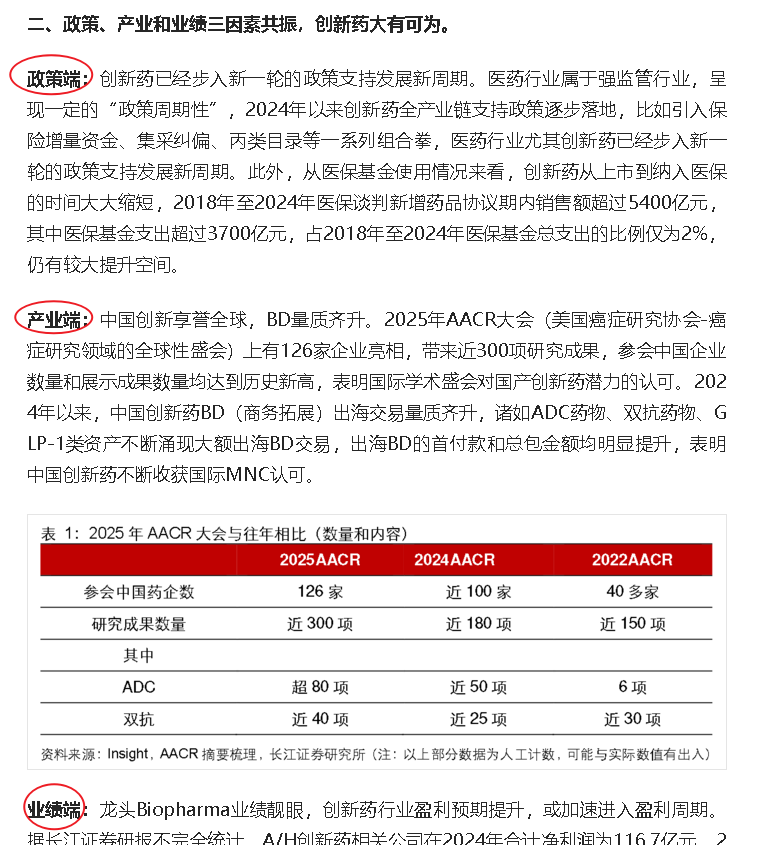 二、政策、产业和业绩三因素共振，创新药大有可为。
政策端：创新药已经步入新一轮的政策支持发展新周期。医药行业属于强监管行业，呈
现一定的“政策周期性”，2024年以来创新药全产业链支持政策逐步落地，比如引入保
险增量资金、集采纠偏、丙类目录等一系列组合拳，医药行业尤其创新药已经步入新一
轮的政策支持发展新周期。此外，从医保基金使用情况来看，创新药从上市到纳入医保
的时间大大缩短，2018年至2024年医保谈判新增药品协议期内销售额超过5400亿元，
其中医保基金支出超过3700亿元，占2018年至2024年医保基金总支出的比例仅为2%，
仍有较大提升空间。
产业端：中国创新享誉全球，BD量质齐升。2025年AACR大会（美国癌症研究协会-癌
症研究领域的全球性盛会）上有126家企业亮相，带来近300项研究成果，参会中国企业
数量和展示成果数量均达到历史新高，表明国际学术盛会对国产创新药潜力的认可。202
4年以来，中国创新药BD（商务拓展）出海交易量质齐升，诸如ADC药物、双抗药物、G
LP-1类资产不断涌现大额出海BD交易，出海BD的首付款和总包金额均明显提升，表明
中国创新药不断收获国际MNC认可。
表 1：2025 年 AACR 大会与往年相比（数量和内容）
2025AACR 2024AACR 2022AACR
参会中国药企数 126 家 近 100 家 40 多家
研究成果数量 近 300 项 近 180 项 近 150 项
其中
ADC 超 80 项 近 50 项 6 项
双抗 近 40 项 近 25 项 近 30 项
资料来源：Insight，AACR 摘要梳理，长江证券研究所（注：以上部分数据为人工计数，可能与实际数值有出入）
业绩端：龙头Biopharma业绩靓眼，创新药行业盈利预期提升，或加速进入盈利周期。
据长江证券研报不完全统计，A/H创新药相关公司在2024年合计净利润为116.7亿元，2